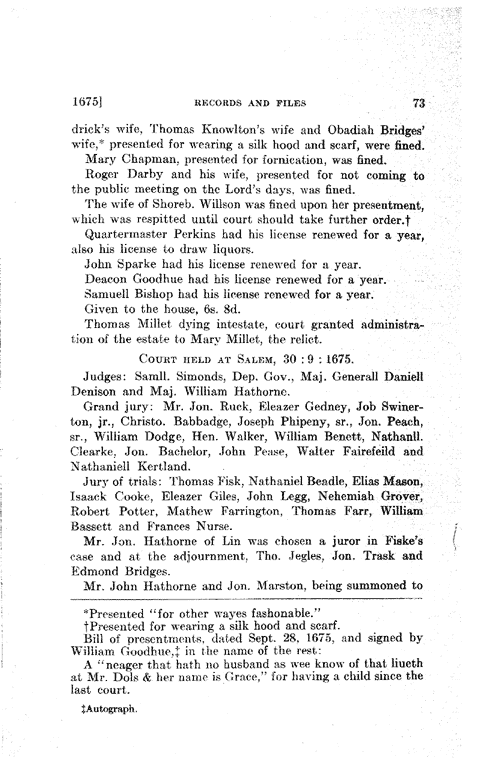 1675] RECORDS AND FILES 73
drick's wife, Thomas Knowlton's wife and Obadiah Bridges'
wife,* presented for wearing a silk hood and scarf, were fined.
Mary Chapman, presented for fornication, was fined.
Roger Darby and his wife, presented for not coming to
the public meeting on the Lord's days, was fined.
The wife of Shoreb. Willson was fined upon her presentment,
which was respitted until court should take further order.†
Quartermaster Perkins had his license renewed for a year,
also his license to draw liquors.
John Sparke had his license renewed for a year.
Deacon Goodhue had his license renewed for a year.
Samuell Bishop had his license renewed for a year.
Given to the house, 6s. 8d.
Thomas Millet dying intestate, court granted administra-
tion of the estate to Mary Millet, the relict.
COURT HELD AT SALEM, 30 : 9 : 1675.
Judges: Samll. Simonds, Dep. Gov., Maj. Generall Daniell
Denison and Maj. William Hathorne.
Grand jury: Mr. Jon. Ruck, Eleazer Gedney, Job Swiner-
ton, jr., Christo. Babbadge, Joseph Phipeny, sr., Jon. Peach,
sr., William Dodge, Hen. Walker, William Benett, Nathanll.
Clearke, Jon. Bachelor, John Pease, Walter Fairefeild and
Nathaniell Kertland.
Jury of trials: Thomas Fisk, Nathaniel Beadle, Elias Mason,
Isaack Cooke, Eleazer Giles, John Legg, Nehemiah Grover,
Robert Potter, Mathew Farrington, Thomas Farr, William
Bassett and Frances Nurse.
Mr. Jon. Hathorne of Lin was chosen a juror in Fiske's
case and at the adjournment, Tho. Jegles, Jon. Trask and
Edmond Bridges.
Mr. John Hathorne and Jon. Marston, being summoned to
*Presented "for other wayes fashonable."
†Presented for wearing a silk hood and scarf.
Bill of presentments, dated Sept. 28, 1675, and signed by
William Goodhue,‡ in the name of the rest:
A "neager that hath no husband as wee know of that liueth
at Mr. Dols & her name is Grace," for having a child since the
last court.
‡Autograph.